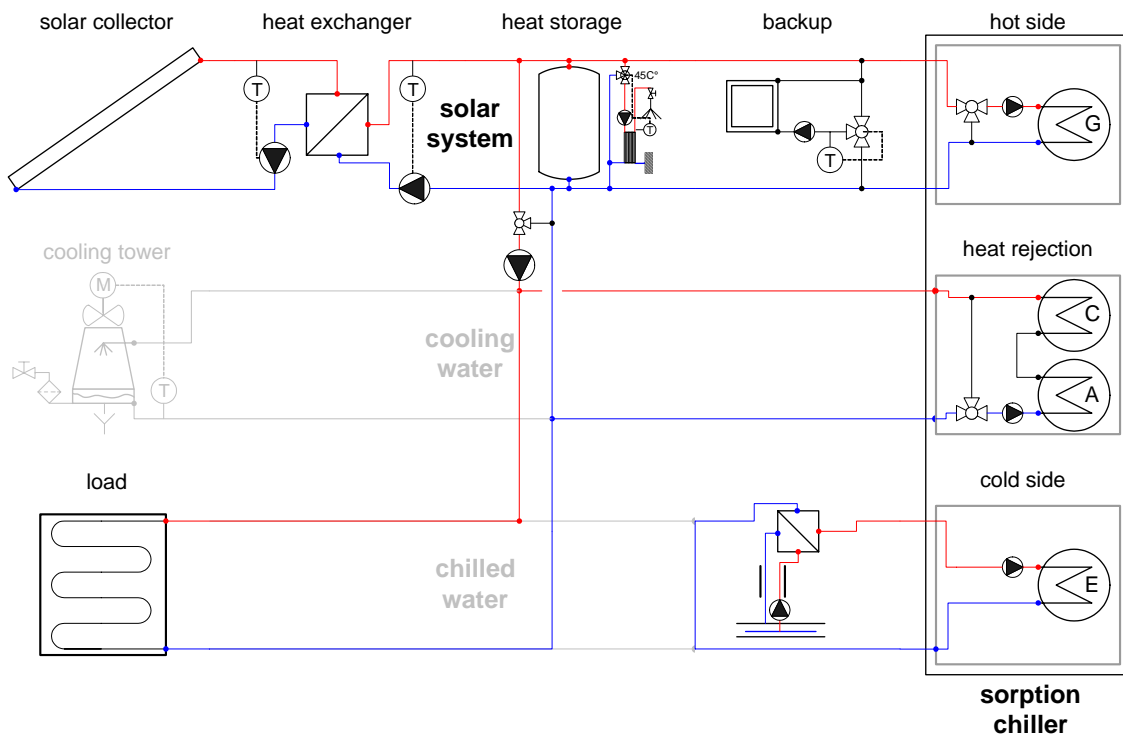 solar collector
heat exchanger
heat storage
backup
hot side
T
T
solar
system
45C°
T
T
G
cooling tower
M
T
cooling
water
heat rejection
C
A
load
chilled
water
cold side
E
sorption
chiller